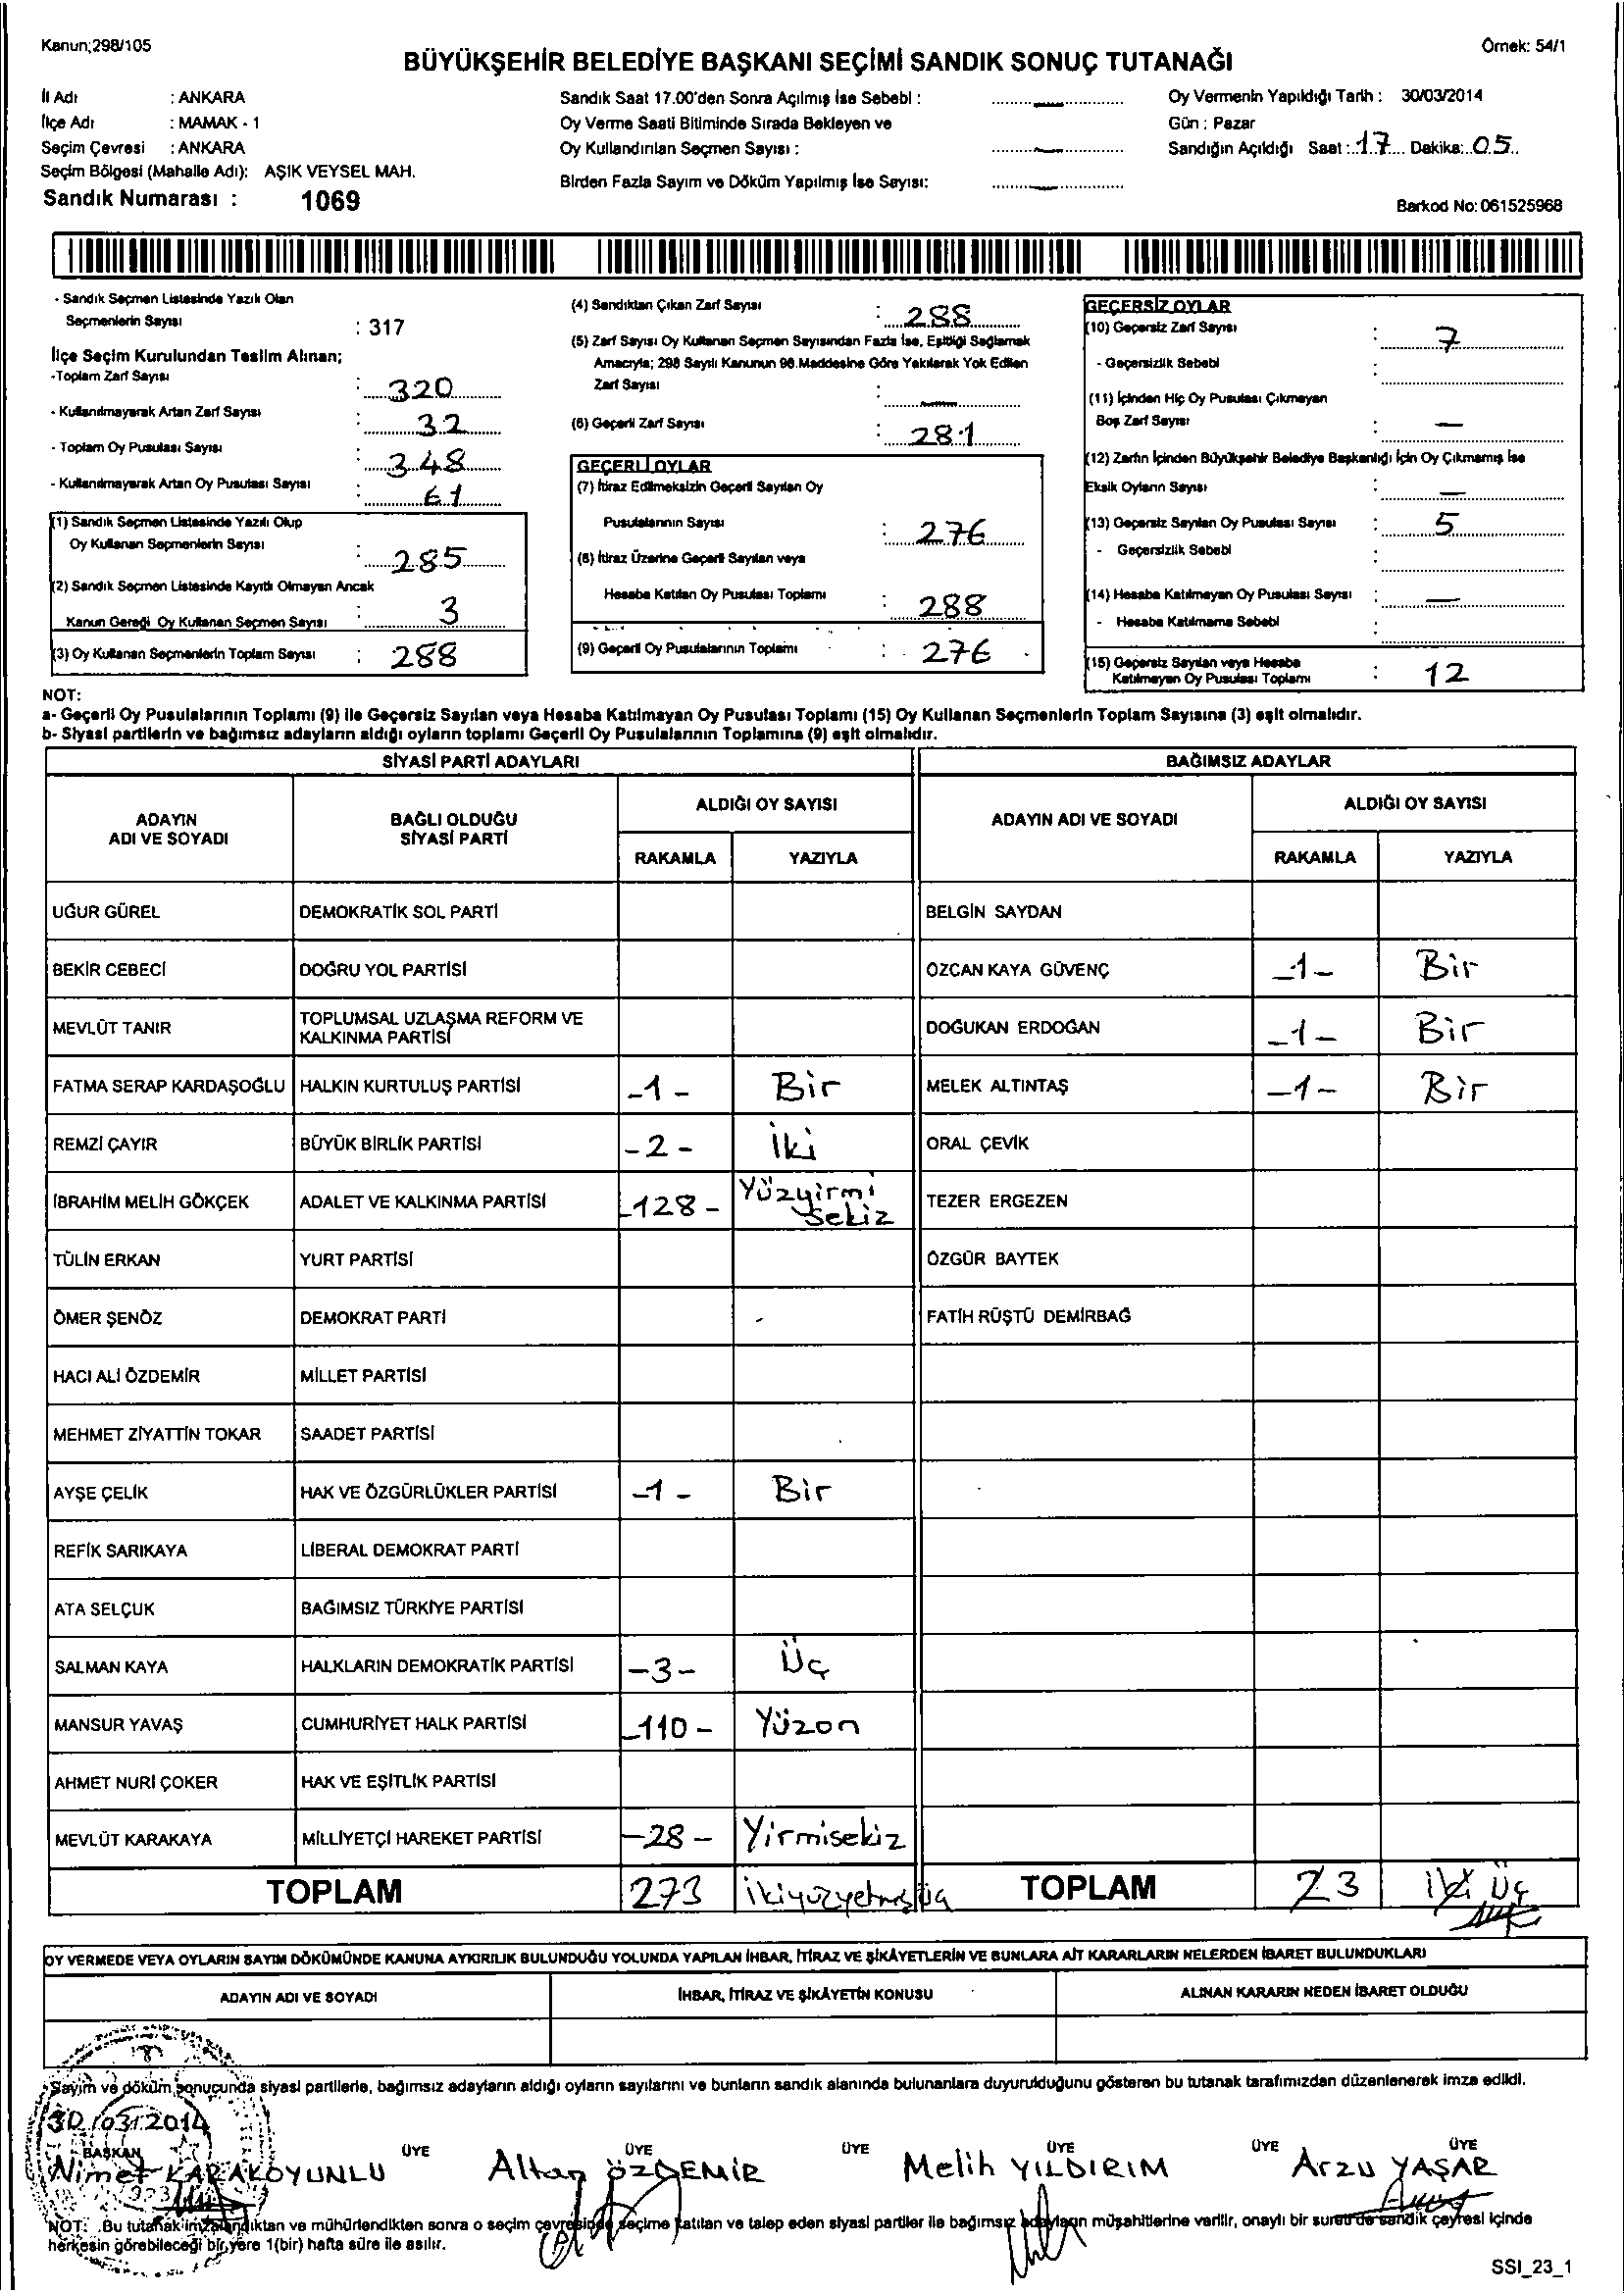 Kanun;298/105
Örnek: 54/1
BÜYÜKŞEHİR BELEDİYE BAŞKANI SEÇİMİ SANDIK SONUÇ TUTANAĞI
İl Adı : ANKARA
İlçe Adı : MAMAK - 1
Seçim Çevresi : ANKARA
Seçim Bölgesi (Mahalle Adı): AŞIK VEYSEL MAH.
Sandık Numarası : 1069
Sandık Saat 17.00'den Sonra Açılmış İse Sebebi : —
Oy Verme Saati Bitiminde Sırada Bekleyen ve
Oy Kullandırılan Seçmen Sayısı : —
Birden Fazla Sayım ve Döküm Yapılmış İse Sayısı: —
Oy Vermenin Yapıldığı Tarih : 30/03/2014
Gün : Pazar
Sandığın Açıldığı Saat : 17 Dakika: 05
Barkod No: 061525968
- Sandık Seçmen Listesinde Yazılı Olan
Seçmenlerin Sayısı : 317
İlçe Seçim Kurulundan Teslim Alınan;
-Toplam Zarf Sayısı : 320
- Kullanılmayarak Artan Zarf Sayısı : 32
- Toplam Oy Pusulası Sayısı : 348
- Kullanılmayarak Artan Oy Pusulası Sayısı : 61
(1) Sandık Seçmen Listesinde Yazılı Olup
Oy Kullanan Seçmenlerin Sayısı : 285
(2) Sandık Seçmen Listesinde Kayıtlı Olmayan Ancak
Kanun Gereği Oy Kullanan Seçmen Sayısı : 3
(3) Oy Kullanan Seçmenlerin Toplam Sayısı : 288
(4) Sandıktan Çıkan Zarf Sayısı : 288
(5) Zarf Sayısı Oy Kullanan Seçmen Sayısından Fazla İse, Eşitliği Sağlamak
Amacıyla; 298 Sayılı Kanunun 98.Maddesine Göre Yakılarak Yok Edilen
Zarf Sayısı : —
(6) Geçerli Zarf Sayısı : 281
GEÇERLİ OYLAR
(7) İtiraz Edilmeksizin Geçerli Sayılan Oy
Pusulalarının Sayısı : 276
(8) İtiraz Üzerine Geçerli Sayılan veya
Hesaba Katılan Oy Pusulası Toplamı : 288
(9) Geçerli Oy Pusulalarının Toplamı : 276
GEÇERSİZ OYLAR
(10) Geçersiz Zarf Sayısı : 7
- Geçersizlik Sebebi :
(11) İçinden Hiç Oy Pusulası Çıkmayan
Boş Zarf Sayısı : —
(12) Zarfın İçinden Büyükşehir Belediye Başkanlığı İçin Oy Çıkmamış İse
Eksik Oyların Sayısı : —
(13) Geçersiz Sayılan Oy Pusulası Sayısı : 5
- Geçersizlik Sebebi :
(14) Hesaba Katılmayan Oy Pusulası Sayısı : —
- Hesaba Katılmama Sebebi :
(15) Geçersiz Sayılan veya Hesaba
Katılmayan Oy Pusulası Toplamı : 12
NOT:
a- Geçerli Oy Pusulalarının Toplamı (9) ile Geçersiz Sayılan veya Hesaba Katılmayan Oy Pusulası Toplamı (15) Oy Kullanan Seçmenlerin Toplam Sayısına (3) eşit olmalıdır.
b- Siyasi partilerin ve bağımsız adayların aldığı oyların toplamı Geçerli Oy Pusulalarının Toplamına (9) eşit olmalıdır.
SİYASİ PARTİ ADAYLARI BAĞIMSIZ ADAYLAR
ADAYIN ADI VE SOYADI BAĞLI OLDUĞU SİYASİ PARTİ ALDIĞI OY SAYISI ADAYIN ADI VE SOYADI ALDIĞI OY SAYISI
RAKAMLA YAZIYLA RAKAMLA YAZIYLA
UĞUR GÜREL DEMOKRATİK SOL PARTİ BELGİN SAYDAN
BEKİR CEBECİ DOĞRU YOL PARTİSİ ÖZCAN KAYA GÜVENÇ -1- Bir
MEVLÜT TANIR TOPLUMSAL UZLAŞMA REFORM VE KALKINMA PARTİSİ DOĞUKAN ERDOĞAN -1- Bir
FATMA SERAP KARDAŞOĞLU HALKIN KURTULUŞ PARTİSİ -1- Bir MELEK ALTINTAŞ -1- Bir
REMZİ ÇAYIR BÜYÜK BİRLİK PARTİSİ -2- İki ORAL ÇEVİK
İBRAHİM MELİH GÖKÇEK ADALET VE KALKINMA PARTİSİ -128- Yüzyirmi Sekiz TEZER ERGEZEN
TÜLİN ERKAN YURT PARTİSİ ÖZGÜR BAYTEK
ÖMER ŞENÖZ DEMOKRAT PARTİ FATİH RÜŞTÜ DEMİRBAĞ
HACI ALİ ÖZDEMİR MİLLET PARTİSİ
MEHMET ZİYATTİN TOKAR SAADET PARTİSİ
AYŞE ÇELİK HAK VE ÖZGÜRLÜKLER PARTİSİ -1- Bir
REFİK SARIKAYA LİBERAL DEMOKRAT PARTİ
ATA SELÇUK BAĞIMSIZ TÜRKİYE PARTİSİ
SALMAN KAYA HALKLARIN DEMOKRATİK PARTİSİ -3- Üç
MANSUR YAVAŞ CUMHURİYET HALK PARTİSİ -110- Yüzon
AHMET NURİ ÇOKER HAK VE EŞİTLİK PARTİSİ
MEVLÜT KARAKAYA MİLLİYETÇİ HAREKET PARTİSİ -28- Yirmisekiz
TOPLAM 273 ikiyüzyetmişüç TOPLAM 23 iki üç
OY VERMEDE VEYA OYLARIN SAYIM DÖKÜMÜNDE KANUNA AYKIRILIK BULUNDUĞU YOLUNDA YAPILAN İHBAR, İTİRAZ VE ŞİKÂYETLERİN VE BUNLARA AİT KARARLARIN NELERDEN İBARET BULUNDUKLARI
ADAYIN ADI VE SOYADI İHBAR, İTİRAZ VE ŞİKÂYETİN KONUSU ALINAN KARARIN NEDEN İBARET OLDUĞU
Sayım ve döküm sonucunda siyasi partilerle, bağımsız adayların aldığı oyların sayılarını ve bunların sandık alanında bulunanlara duyurulduğunu gösteren bu tutanak tarafımızdan düzenlenerek imza edildi.
30/03/2014
BAŞKAN ÜYE ÜYE ÜYE ÜYE ÜYE ÜYE
Nimet KARAKOYUNLU Altan ÖZDEMİR Melih YILDIRIM Arzu YAŞAR
NOT: Bu tutanak imzalandıktan ve mühürlendikten sonra o seçim çevresinde seçime katılan ve talep eden siyasi partiler ile bağımsız adayların müşahitlerine verilir, onaylı bir sureti de sandık çevresi içinde
herkesin görebileceği bir yere 1(bir) hafta süre ile asılır.
SSI_23_1